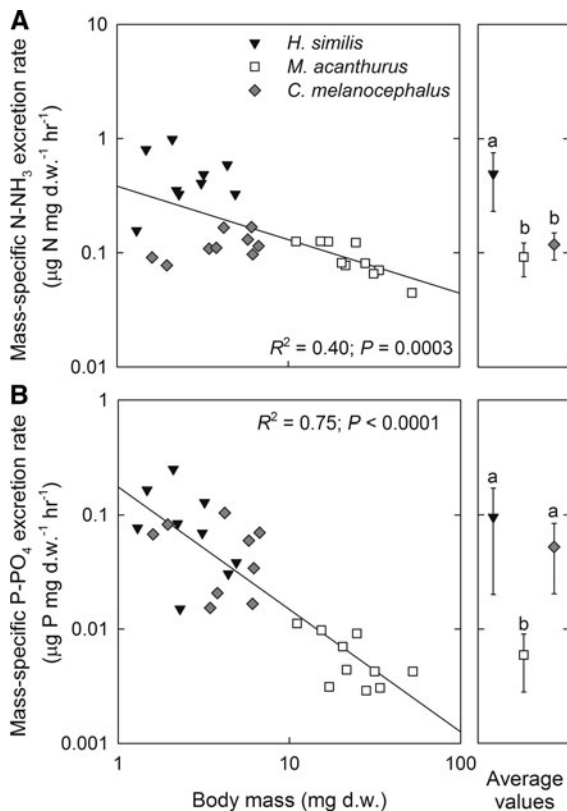 A
Mass-specific N-NH₃ excretion rate
(µg N mg d.w.⁻¹ hr⁻¹)
10
1
0.1
0.01
H. similis
M. acanthurus
C. melanocephalus
R² = 0.40; P = 0.0003
a
b
b
B
Mass-specific P-PO₄ excretion rate
(µg P mg d.w.⁻¹ hr⁻¹)
1
0.1
0.01
0.001
R² = 0.75; P < 0.0001
a
a
b
1
10
100
Body mass (mg d.w.)
Average
values